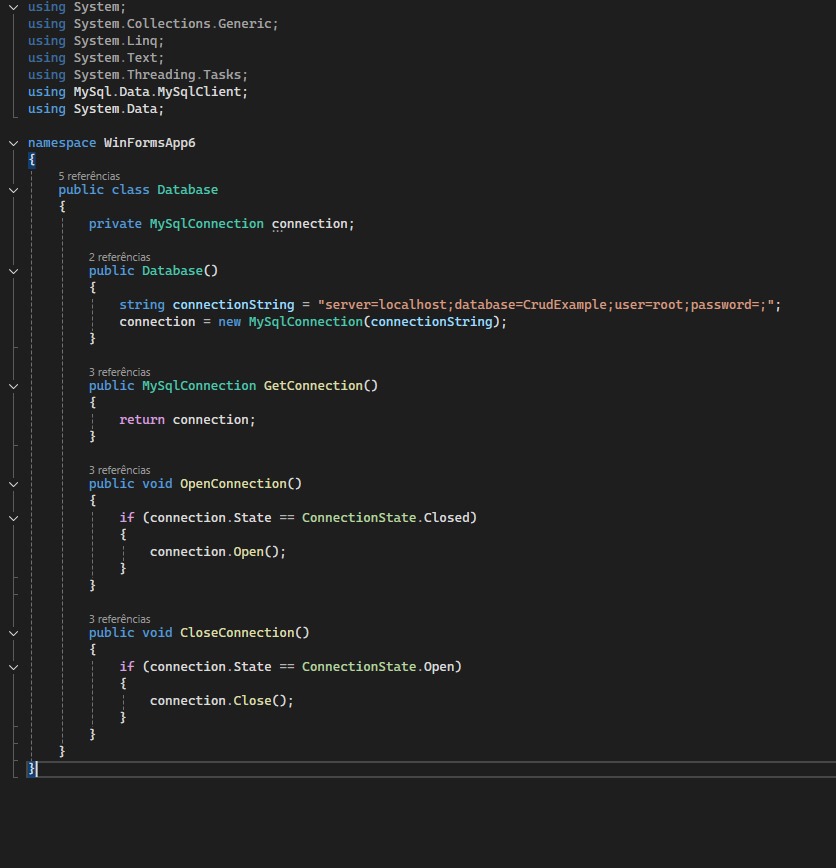 using System;
using System.Collections.Generic;
using System.Linq;
using System.Text;
using System.Threading.Tasks;
using MySql.Data.MySqlClient;
using System.Data;
namespace WinFormsApp6
{
5 referências
public class Database
{
private MySqlConnection connection;
2 referências
public Database()
{
string connectionString = "server=localhost;database=CrudExample;user=root;password=;";
connection = new MySqlConnection(connectionString);
}
3 referências
public MySqlConnection GetConnection()
{
return connection;
}
3 referências
public void OpenConnection()
{
if (connection.State == ConnectionState.Closed)
{
connection.Open();
}
}
3 referências
public void CloseConnection()
{
if (connection.State == ConnectionState.Open)
{
connection.Close();
}
}
}
}